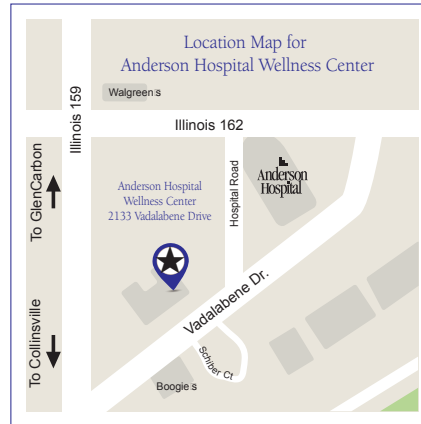 Location Map for
Anderson Hospital Wellness Center
Walgreen's
Illinois 159
Illinois 162
To GlenCarbon
Anderson Hospital
Wellness Center
2133 Vadalabene Drive
Hospital Road
Anderson
Hospital
To Collinsville
Vadalabene Dr.
Schiber Ct
Boogie's